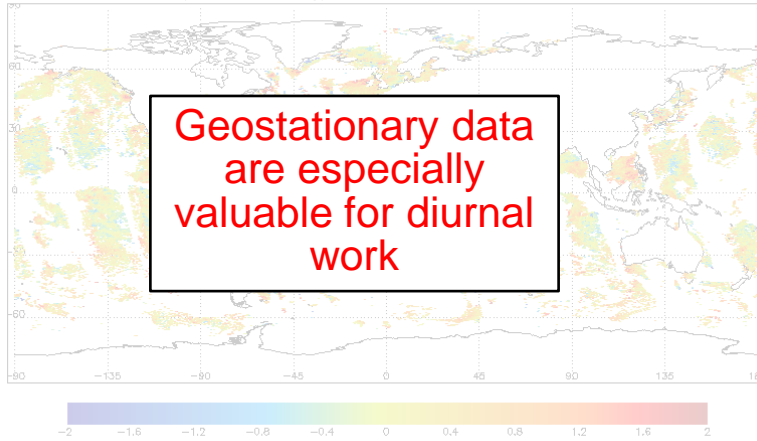 90
60
30
0
-30
-60
Geostationary data
are especially
valuable for diurnal
work
-90 -135 -90 -45 0 45 90 135
-2 -1.6 -1.2 -0.8 -0.4 0 0.4 0.8 1.2 1.6 2